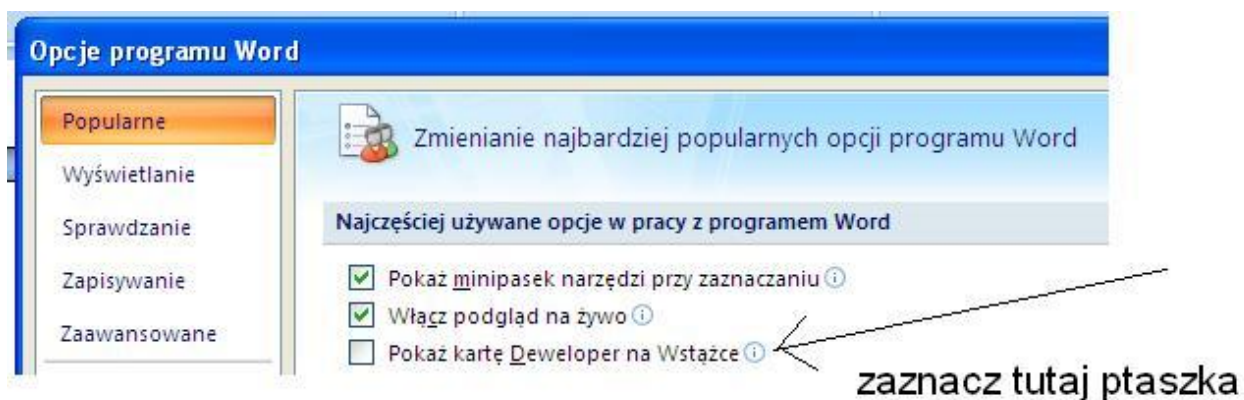 Opcje programu Word
Popularne
Wyświetlanie
Sprawdzanie
Zapisywanie
Zaawansowane
Zmienianie najbardziej popularnych opcji programu Word
Najczęściej używane opcje w pracy z programem Word
Pokaż minipasek narzędzi przy zaznaczaniu
Włącz podgląd na żywo
Pokaż kartę Deweloper na Wstążce
zaznacz tutaj ptaszka